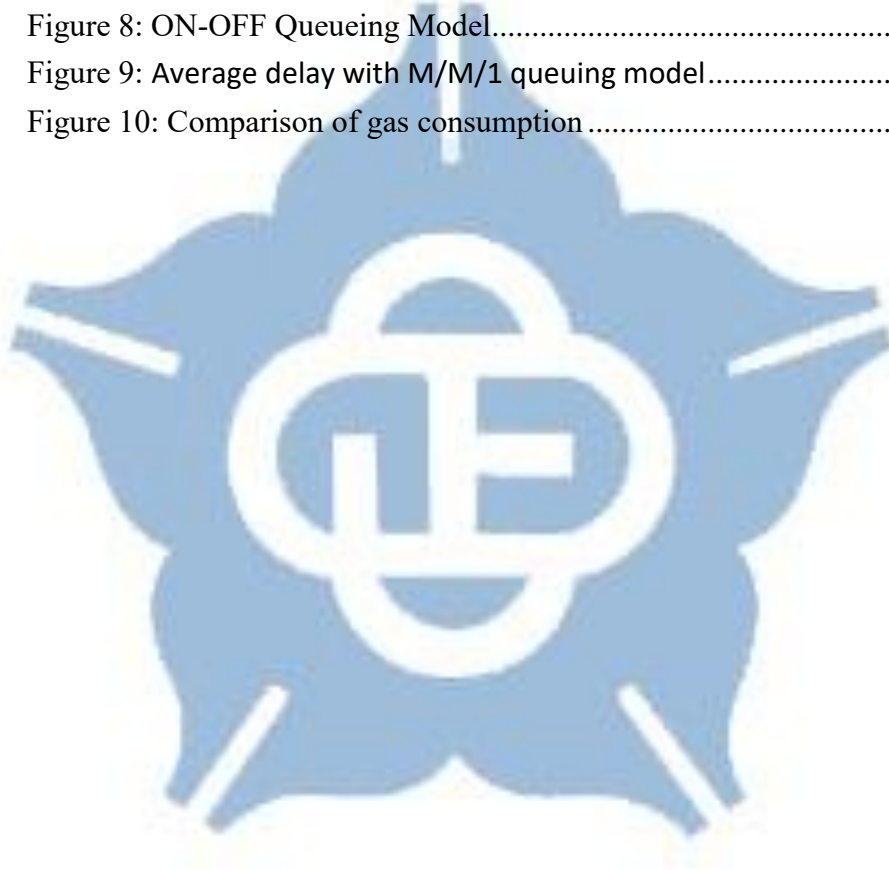 Figure 8: ON-OFF Queueing Model..............................................................
Figure 9: Average delay with M/M/1 queuing model............................
Figure 10: Comparison of gas consumption...............................................